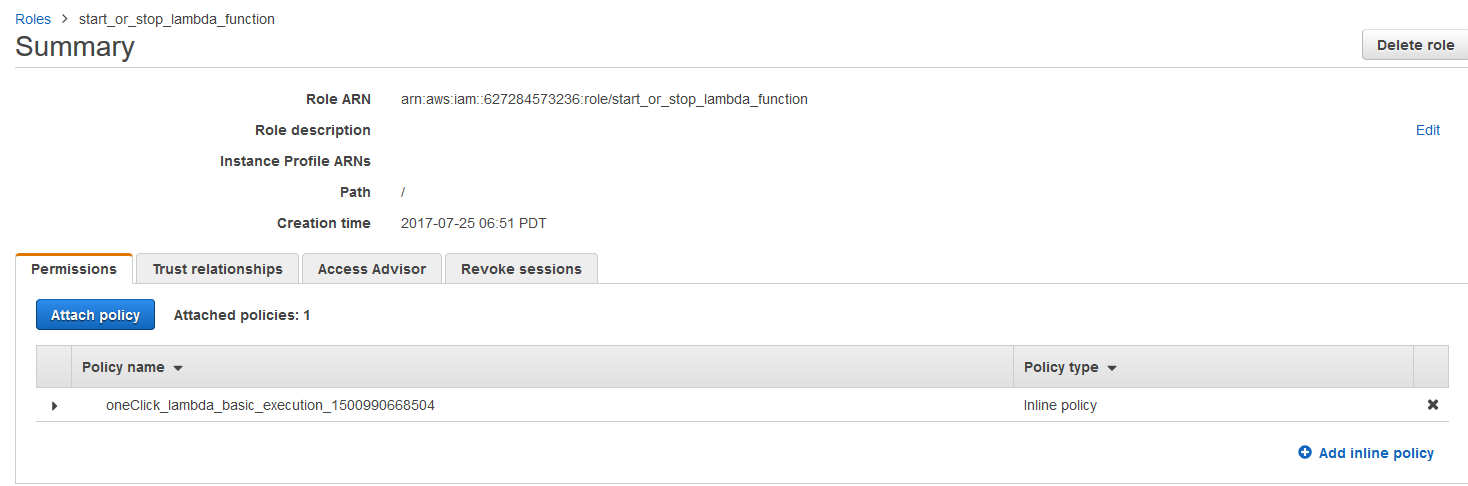 Roles > start_or_stop_lambda_function
Summary
Delete role
Role ARN arn:aws:iam::627284573236:role/start_or_stop_lambda_function
Role description Edit
Instance Profile ARNs
Path /
Creation time 2017-07-25 06:51 PDT
Permissions Trust relationships Access Advisor Revoke sessions
Attach policy Attached policies: 1
Policy name Policy type
oneClick_lambda_basic_execution_1500990668504 Inline policy
Add inline policy